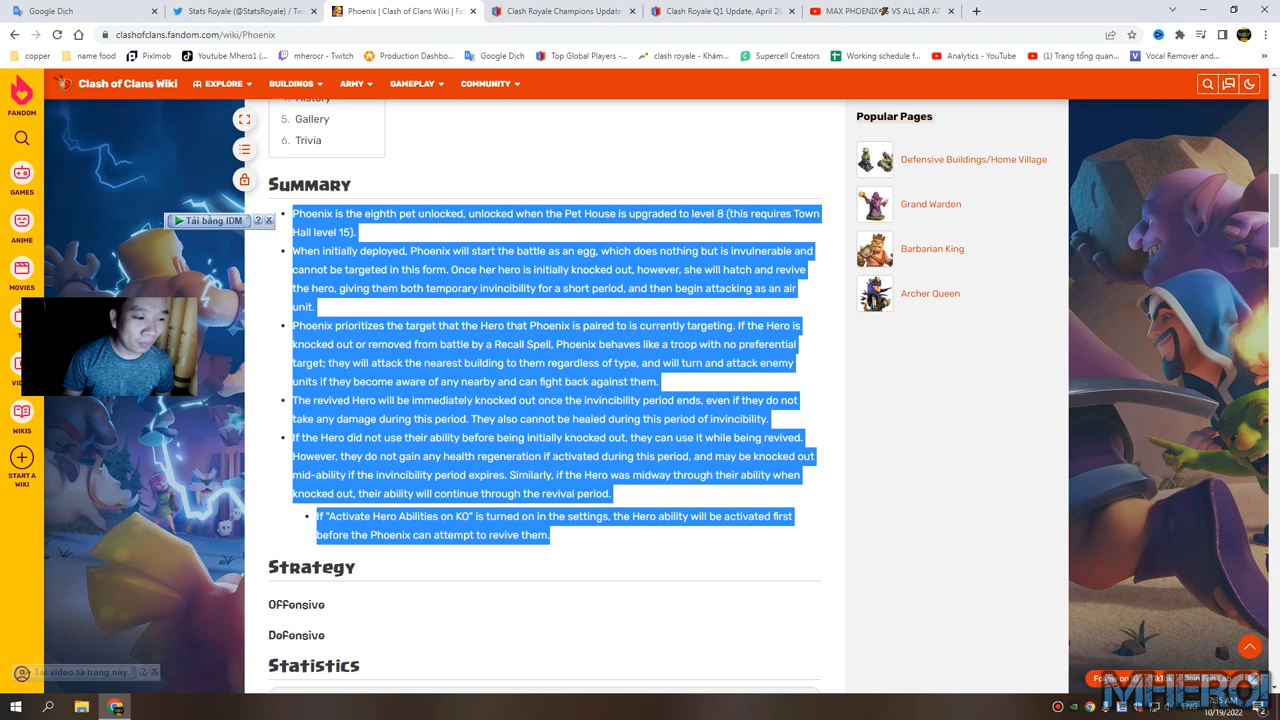 Google Dịch
Stats Royale (@StatsRoyale) / Twi
Phoenix | Clash of Clans Wiki | Fa
Clash Royale Champions Update
Clash Royale Q1 Update, April 20
MAX PHOENIX VS ALL AIR AT
clashofclans.fandom.com/wiki/Phoenix
copper
name food
Pixlmob
Youtube Mhero1 (...
mherocr - Twitch
Production Dashbo...
Google Dịch
Top Global Players -...
clash royale - Khám...
Supercell Creators
Working schedule f...
Analytics - YouTube
(1) Trang tổng quan...
Vocal Remover and...
»
FANDOM
Clash of Clans Wiki
EXPLORE
BUILDINGS
ARMY
GAMEPLAY
COMMUNITY
GAMES
ANIME
MOVIES
WIKIS
START A
WIKI
4. History
5. Gallery
6. Trivia
Popular Pages
Defensive Buildings/Home Village
Grand Warden
Barbarian King
Archer Queen
Tải bằng IDM
Summary
• Phoenix is the eighth pet unlocked, unlocked when the Pet House is upgraded to level 8 (this requires Town
Hall level 15).
• When initially deployed, Phoenix will start the battle as an egg, which does nothing but is invulnerable and
cannot be targeted in this form. Once her hero is initially knocked out, however, she will hatch and revive
the hero, giving them both temporary invincibility for a short period, and then begin attacking as an air
unit.
• Phoenix prioritizes the target that the Hero that Phoenix is paired to is currently targeting. If the Hero is
knocked out or removed from battle by a Recall Spell, Phoenix behaves like a troop with no preferential
target; they will attack the nearest building to them regardless of type, and will turn and attack enemy
units if they become aware of any nearby and can fight back against them.
• The revived Hero will be immediately knocked out once the invincibility period ends, even if they do not
take any damage during this period. They also cannot be healed during this period of invincibility.
• If the Hero did not use their ability before being initially knocked out, they can use it while being revived.
However, they do not gain any health regeneration if activated during this period, and may be knocked out
mid-ability if the invincibility period expires. Similarly, if the Hero was midway through their ability when
knocked out, their ability will continue through the revival period.
• If "Activate Hero Abilities on KO" is turned on in the settings, the Hero ability will be activated first
before the Phoenix can attempt to revive them.
Strategy
Offensive
Defensive
Statistics
Tải video từ trang này
MHERO1
ENG
7:35 AM
10/19/2022